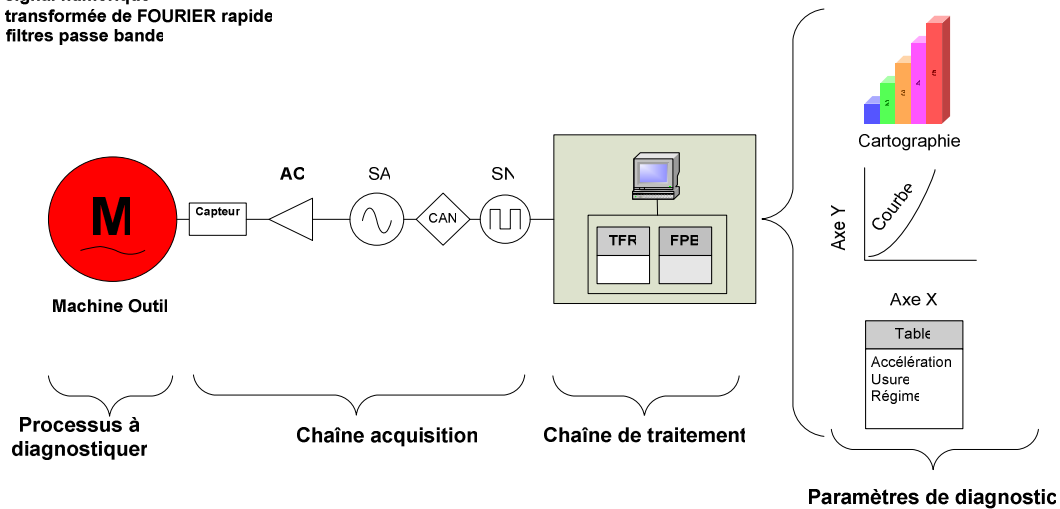 transformée de FOURIER rapide
filtres passe bande
M
Machine Outil
Capteur
AC
SA
CAN
SN
TFR
FPB
Cartographie
Axe Y
Courbe
Axe X
Table
Accélération
Usure
Régime
Processus à
diagnostiquer
Chaîne acquisition
Chaîne de traitement
Paramètres de diagnostic